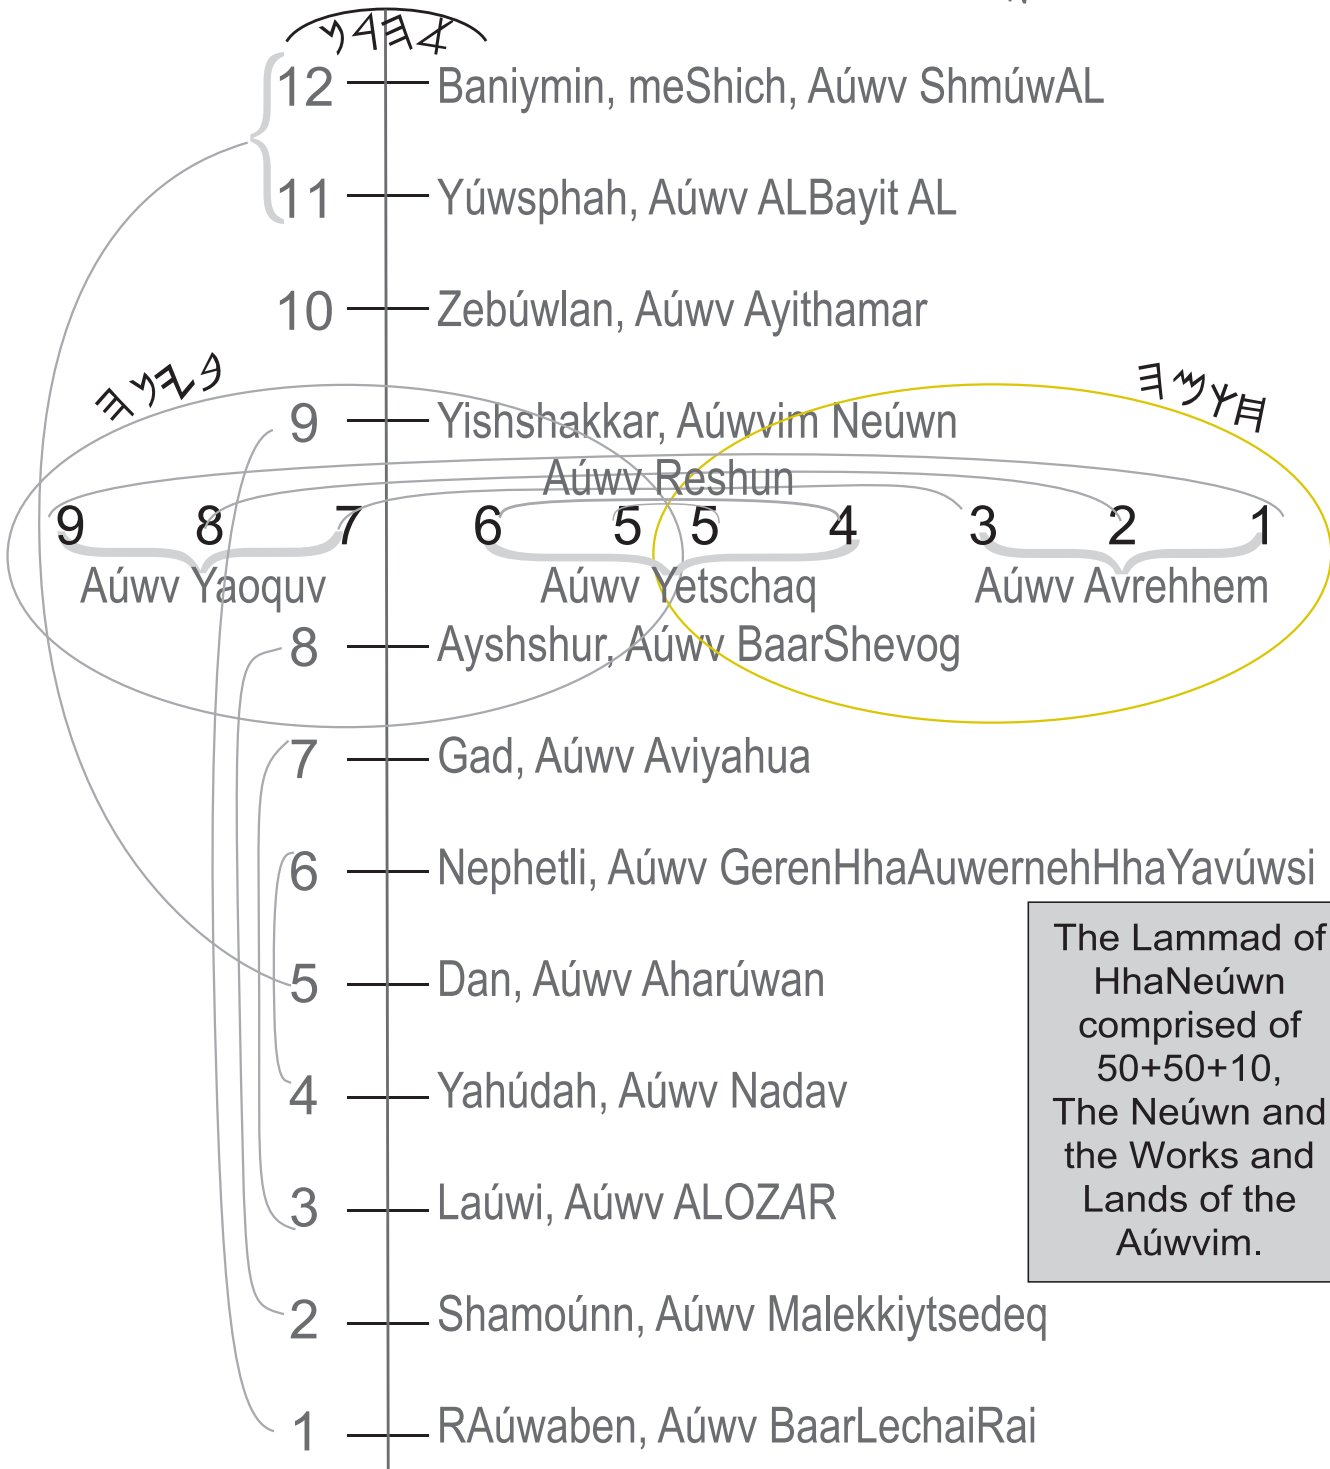 𐤀𐤄𐤓𐤍
12 Baniymin, meShich, Aúwv ShmúwAL
11 Yúwsphah, Aúwv ALBayit AL
10 Zebúwlan, Aúwv Ayithamar
𐤁𐤉𐤍𐤄
𐤇𐤊𐤌𐤄
9 Yishshakkar, Aúwvim Neúwn
Aúwv Reshun
9 8 7 6 5 5 4 3 2 1
Aúwv Yaoquv Aúwv Yetschaq Aúwv Avrehhem
8 Ayshshur, Aúwv BaarShevog
7 Gad, Aúwv Aviyahua
6 Nephetli, Aúwv GerenHhaAuwernehHhaYavúwsi
5 Dan, Aúwv Aharúwan
4 Yahúdah, Aúwv Nadav
3 Laúwi, Aúwv ALOZAR
2 Shamoúnn, Aúwv Malekkiytsedeq
1 RAúwaben, Aúwv BaarLechaiRai
The Lammad of
HhaNeúwn
comprised of
50+50+10,
The Neúwn and
the Works and
Lands of the
Aúwvim.